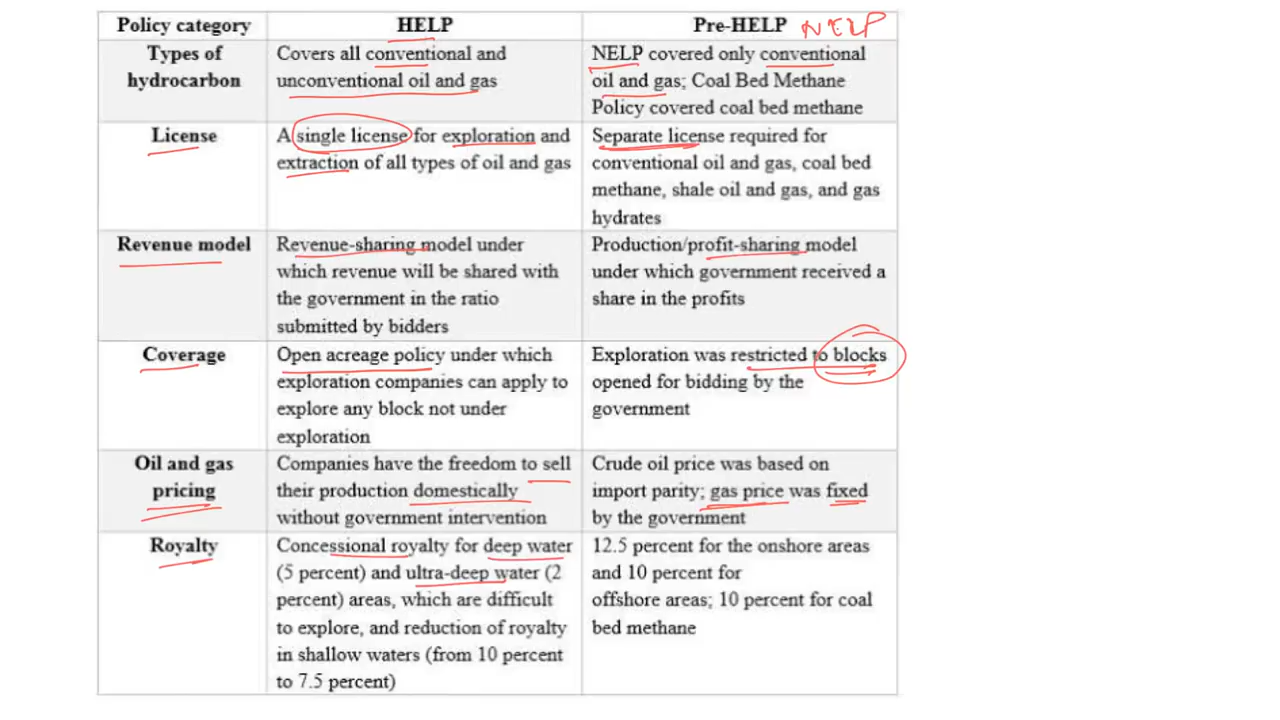 Policy category HELP Pre-HELP NELP
Types of hydrocarbon
Covers all conventional and
unconventional oil and gas
NELP covered only conventional
oil and gas; Coal Bed Methane
Policy covered coal bed methane
License
A single license for exploration and
extraction of all types of oil and gas
Separate license required for
conventional oil and gas, coal bed
methane, shale oil and gas, and gas
hydrates
Revenue model
Revenue-sharing model under
which revenue will be shared with
the government in the ratio
submitted by bidders
Production/profit-sharing model
under which government received a
share in the profits
Coverage
Open acreage policy under which
exploration companies can apply to
explore any block not under
exploration
Exploration was restricted to blocks
opened for bidding by the
government
Oil and gas
pricing
Companies have the freedom to sell
their production domestically
without government intervention
Crude oil price was based on
import parity; gas price was fixed
by the government
Royalty
Concessional royalty for deep water
(5 percent) and ultra-deep water (2
percent) areas, which are difficult
to explore, and reduction of royalty
in shallow waters (from 10 percent
to 7.5 percent)
12.5 percent for the onshore areas
and 10 percent for
offshore areas; 10 percent for coal
bed methane